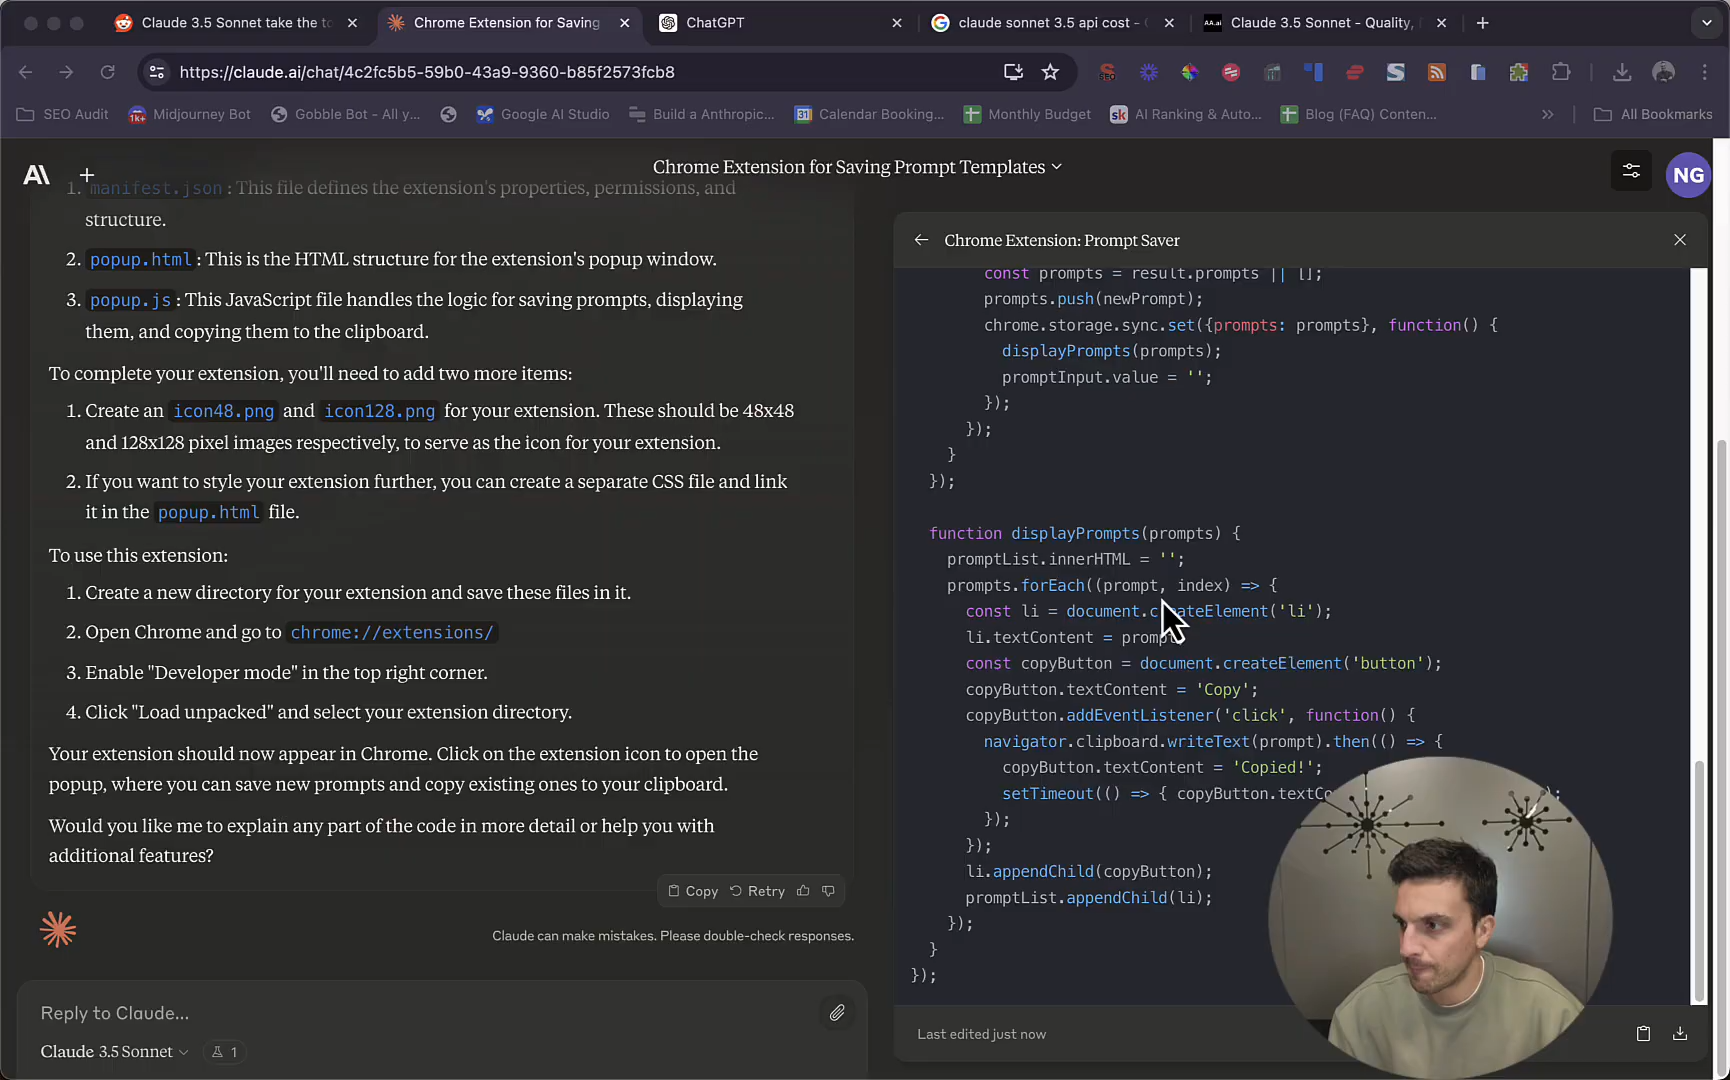 Claude 3.5 Sonnet take the to
Chrome Extension for Saving
ChatGPT
claude sonnet 3.5 api cost -
AA.ai
Claude 3.5 Sonnet - Quality,
https://claude.ai/chat/4c2fc5b5-59b0-43a9-9360-b85f2573fcb8
SEO
SEO Audit
1k+
Midjourney Bot
Gobble Bot - All y...
Google AI Studio
Build a Anthropic...
31
Calendar Booking...
Monthly Budget
sk
AI Ranking & Auto...
Blog (FAQ) Conten...
»
All Bookmarks
Chrome Extension for Saving Prompt Templates
NG
1. manifest.json : This file defines the extension's properties, permissions, and
structure.
2. popup.html : This is the HTML structure for the extension's popup window.
3. popup.js : This JavaScript file handles the logic for saving prompts, displaying
them, and copying them to the clipboard.
To complete your extension, you'll need to add two more items:
1. Create an icon48.png and icon128.png for your extension. These should be 48x48
and 128x128 pixel images respectively, to serve as the icon for your extension.
2. If you want to style your extension further, you can create a separate CSS file and link
it in the popup.html file.
To use this extension:
1. Create a new directory for your extension and save these files in it.
2. Open Chrome and go to chrome://extensions/
3. Enable "Developer mode" in the top right corner.
4. Click "Load unpacked" and select your extension directory.
Your extension should now appear in Chrome. Click on the extension icon to open the
popup, where you can save new prompts and copy existing ones to your clipboard.
Would you like me to explain any part of the code in more detail or help you with
additional features?
Copy Retry
Claude can make mistakes. Please double-check responses.
Reply to Claude...
Claude 3.5 Sonnet
1
Chrome Extension: Prompt Saver
const prompts = result.prompts || [];
prompts.push(newPrompt);
chrome.storage.sync.set({prompts: prompts}, function() {
displayPrompts(prompts);
promptInput.value = '';
});
});
}
});
function displayPrompts(prompts) {
promptList.innerHTML = '';
prompts.forEach((prompt, index) => {
const li = document.createElement('li');
li.textContent = prompt
const copyButton = document.createElement('button');
copyButton.textContent = 'Copy';
copyButton.addEventListener('click', function() {
navigator.clipboard.writeText(prompt).then(() => {
copyButton.textContent = 'Copied!';
setTimeout(() => { copyButton.textCo
});
});
li.appendChild(copyButton);
promptList.appendChild(li);
});
}
});
Last edited just now